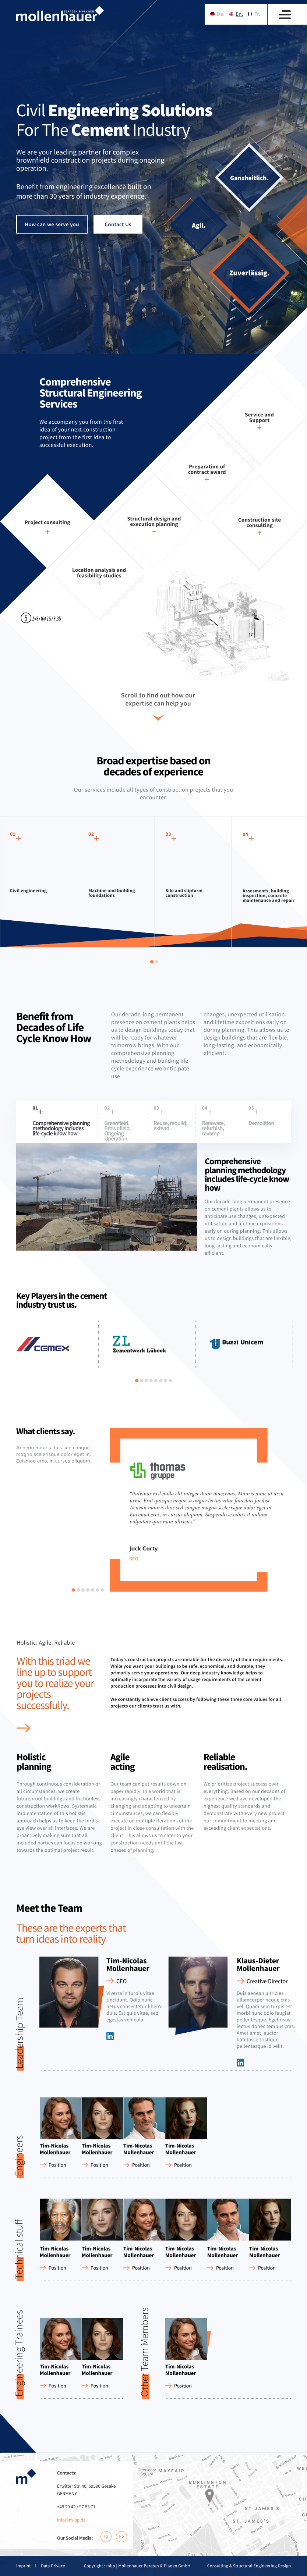 BERATEN & PLANEN
mollenhauer
De.
En.
Fr.
Civil Engineering Solutions
For The Cement Industry
We are your leading partner for complex
brownfield construction projects during ongoing
operation.
Benefit from engineering excellence built on
more than 30 years of industry experience.
How can we serve you
Contact Us
Ganzheitlich.
Agil.
Zuverlässig.
Comprehensive
Structural Engineering
Services
We accompany you from the first
idea of your next construction
project from the first idea to
successful execution.
Service and
Support
Preparation of
contract award
Project consulting
Structural design and
execution planning
Construction site
consulting
Location analysis and
feasibility studies
Scroll to find out how our
expertise can help you
Broad expertise based on
decades of experience
Our services include all types of construction projects that you
encounter.
01
02
03
04
Civil engineering
Machine and building
foundations
Silo and slipform
construction
Assesments, building
inspection, concrete
maintenance and repair
Benefit from
Decades of Life
Cycle Know How
Our decade-long permanent
presence on cement plants helps
us to design buildings today that
will be ready for whatever
tomorrow brings. With our
comprehensive planning
methodology and building life
cycle experience we anticipate
use
changes, unexpected utilisation
and lifetime expositions early on
during planning. This allows us to
design buildings that are flexible,
long-lasting, and economically
efficient.
01
Comprehensive planning
methodology includes
life-cycle know how
02
Greenfield.
Brownfield.
Ongoing
Operation.
03
Reuse, rebuild,
extend
04
Renovate,
refurbish,
revamp
05
Demolition
Comprehensive
planning methodology
includes life-cycle know
how
Our decade-long permanent presence
on cement plants allows us to
anticipate use changes, unexpected
utilisation and lifetime expositions
early on during planning. This allows
us to design buildings that are flexible,
long-lasting and economically
efficient.
Key Players in the cement
industry trust us.
CEMEX
ZL
Zementwerk Lübeck
Buzzi Unicem
What clients say.
Aenean mauris duis sed congue
magna scelerisque dolor eget in.
Euismod eros, in cursus aliquam
thomas
gruppe
"Pulvinar nisl nulla elit integer diam maecenas. Mauris nunc at arcu
urna. Erat quisque neque, a augue lectus vitae faucibus facilisi.
Aenean mauris duis sed congue magna scelerisque dolor eget in.
Euismod eros, in cursus aliquam. Suspendisse odio est nullam
vulputate quis nam ultricies."
Jack Carty
SEO
Holistic, Agile, Reliable
With this triad we
line up to support
you to realize your
projects
successfully.
Today's construction projects are notable for the diversity of their requirements.
While you want your buildings to be safe, economical, and durable, they
primarily serve your operations. Our deep industry knowledge helps to
optimally incorporate the variety of usage requirements of the cement
production processes into civil design.
We constantly achieve client success by following these three core values for all
projects our clients trust us with.
Holistic
planning
Through continuous consideration of
all circumstances, we create
futureproof buildings and frictionless
construction workflows. Systematic
implementation of this holistic
approach helps us to keep the bird's-
eye view over all interfaces. We are
proactively making sure that all
included parties can focus on working
towards the optimal project result.
Agile
acting
Our team can put results down on
paper rapidly. In a world that is
increasingly characterized by
changing and adapting to uncertain
circumstances, we can flexibly
execute on multiple iterations of the
project in close consultation with the
client. This allows us to cater to your
construction needs until the last
phases of planning.
Reliable
realisation.
We prioritize project success over
everything. Based on our decades of
experience we have developed the
highest quality standards and
demonstrate with every new project
our commitment to meeting and
exceeding client expectations.
Meet the Team
These are the experts that
turn ideas into reality
Leadership Team
Tim-Nicolas
Mollenhauer
CEO
Viverra in turpis vitae
tincidunt. Odio nunc
netus consectetur libero
duis. Est quis vitae, sed
egestas vehicula.
in
Klaus-Dieter
Mollenhauer
Creative Director
Duis aenean ultricies
ullamcorper neque cras
vel. Quam sem turpis est
morbi nunc odio feugiat
pellentesque. Eget risus
lectus donec tempus cras.
Amet amet, auctor
habitasse tristique
pellentesque id velit.
in
Engineers
Tim-Nicolas
Mollenhauer
Position
Tim-Nicolas
Mollenhauer
Position
Tim-Nicolas
Mollenhauer
Position
Tim-Nicolas
Mollenhauer
Position
Technical stuff
Tim-Nicolas
Mollenhauer
Position
Tim-Nicolas
Mollenhauer
Position
Tim-Nicolas
Mollenhauer
Position
Tim-Nicolas
Mollenhauer
Position
Tim-Nicolas
Mollenhauer
Position
Tim-Nicolas
Mollenhauer
Position
Engineering Trainees
Tim-Nicolas
Mollenhauer
Position
Tim-Nicolas
Mollenhauer
Position
Other Team Members
Tim-Nicolas
Mollenhauer
Position
m
Contacts:
Erwitter Str. 40, 59590 Geseke
GERMANY
+49 29 42 / 97 83 71
info@m-bp.de
Our Social Media:
MAYFAIR
BURLINGTON
ESTATE
ST. JAMES'S
ST. JAMES'S
Imprint | Data Privacy
Copyright : mbp | Mollenhauer Beraten & Planen GmbH
Consulting & Structural Engineering Design